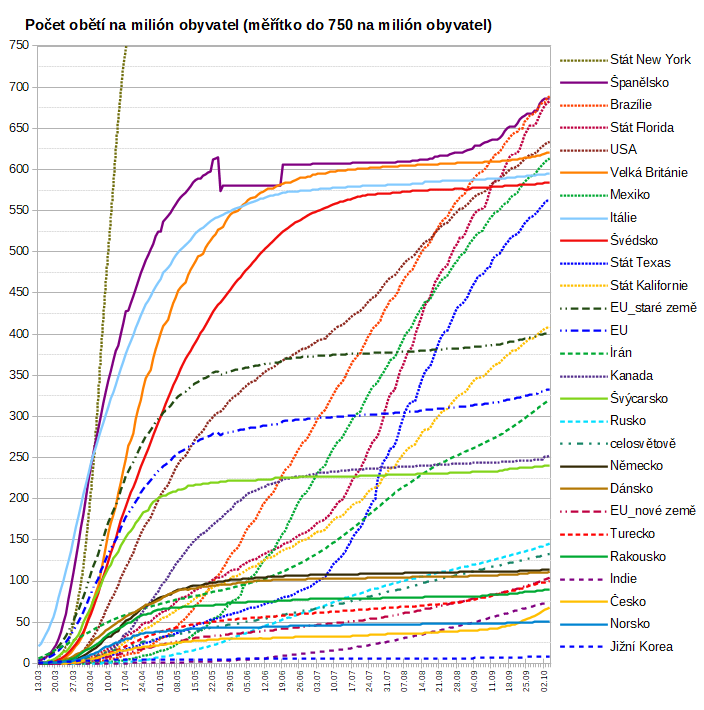 Počet obětí na milión obyvatel (měřítko do 750 na milión obyvatel)
750
700
650
600
550
500
450
400
350
300
250
200
150
100
50
0
13.03
20.03
27.03
03.04
10.04
17.04
24.04
01.05
08.05
15.05
22.05
29.05
05.06
12.06
19.06
26.06
03.07
10.07
17.07
24.07
31.07
07.08
14.08
21.08
28.08
04.09
11.09
18.09
25.09
02.10
Stát New York
Španělsko
Brazílie
Stát Florida
USA
Velká Británie
Mexiko
Itálie
Švédsko
Stát Texas
Stát Kalifornie
EU_staré země
EU
Írán
Kanada
Švýcarsko
Rusko
celosvětově
Německo
Dánsko
EU_nové země
Turecko
Rakousko
Indie
Česko
Norsko
Jižní Korea